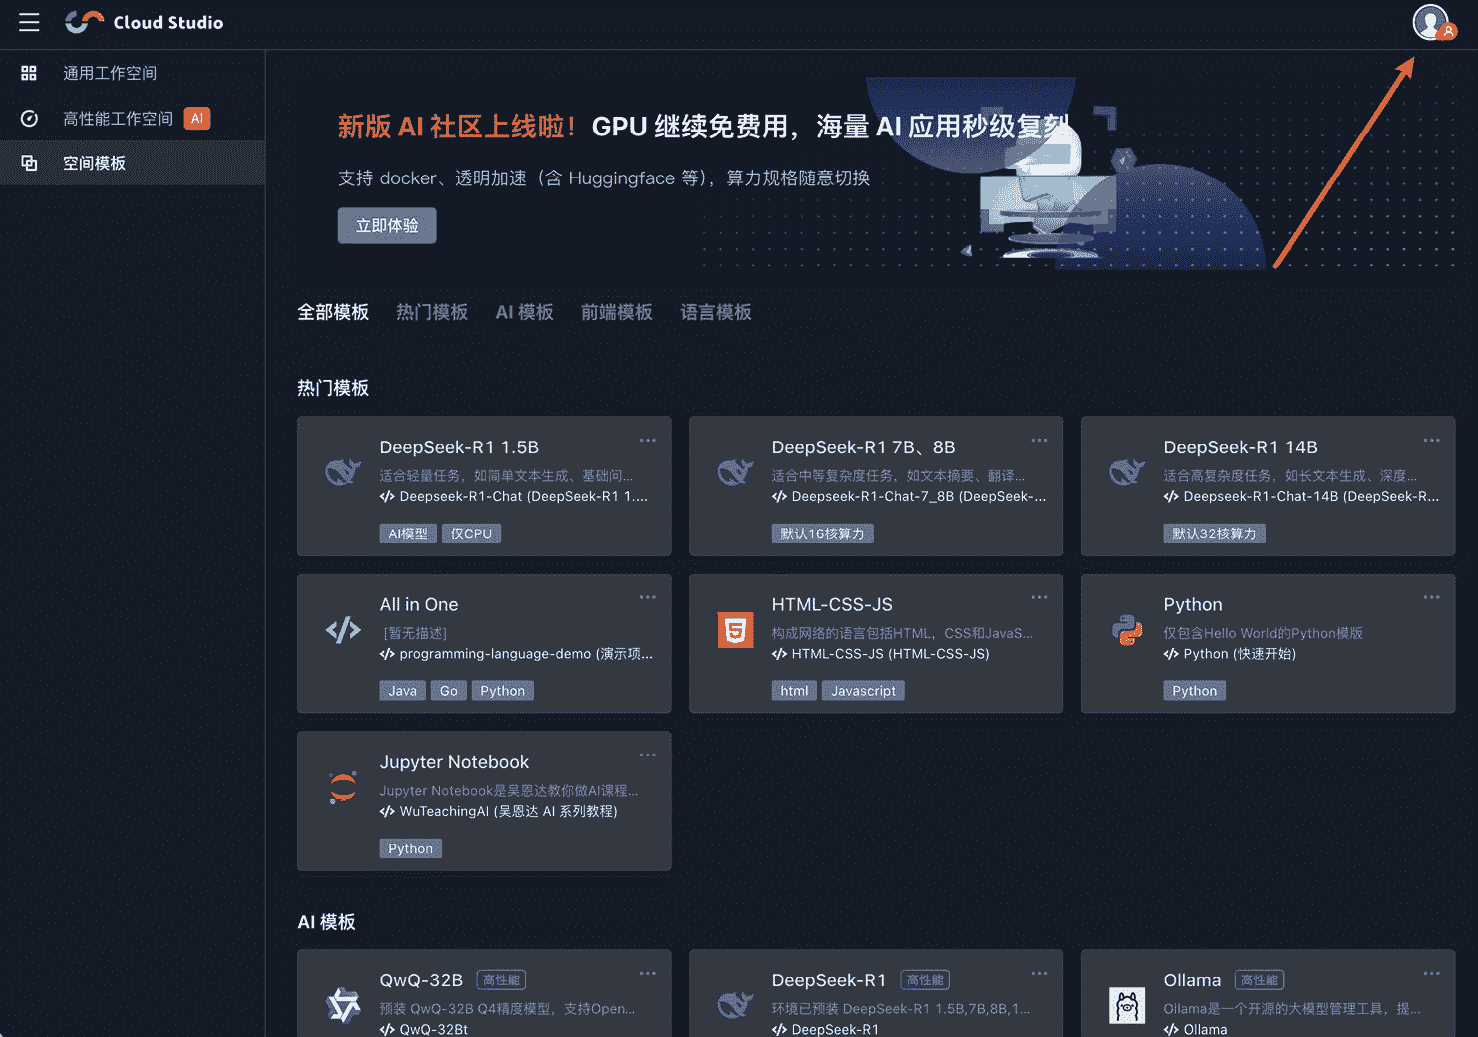 Cloud Studio
通用工作空间
高性能工作空间 AI
空间模板
新版 AI 社区上线啦！GPU 继续免费用，海量 AI 应用秒级复刻
支持 docker、透明加速（含 Huggingface 等），算力规格随意切换
立即体验
全部模板 热门模板 AI 模板 前端模板 语言模板
热门模板
DeepSeek-R1 1.5B
适合轻量任务，如简单文本生成、基础问...
Deepseek-R1-Chat (DeepSeek-R1 1....
AI模型 仅CPU
DeepSeek-R1 7B、8B
适合中等复杂度任务，如文本摘要、翻译...
Deepseek-R1-Chat-7_8B (DeepSeek-...
默认16核算力
DeepSeek-R1 14B
适合高复杂度任务，如长文本生成、深度...
Deepseek-R1-Chat-14B (DeepSeek-R...
默认32核算力
All in One
[暂无描述]
programming-language-demo (演示项...
Java Go Python
HTML-CSS-JS
构成网络的语言包括HTML，CSS和JavaS...
HTML-CSS-JS (HTML-CSS-JS)
html Javascript
Python
仅包含Hello World的Python模版
Python (快速开始)
Python
Jupyter Notebook
Jupyter Notebook是吴恩达教你做AI课程...
WuTeachingAI (吴恩达 AI 系列教程)
Python
AI 模板
QwQ-32B 高性能
预装 QwQ-32B Q4精度模型，支持Open...
QwQ-32Bt
DeepSeek-R1 高性能
环境已预装 DeepSeek-R1 1.5B,7B,8B,1...
DeepSeek-R1
Ollama 高性能
Ollama是一个开源的大模型管理工具，提...
Ollama